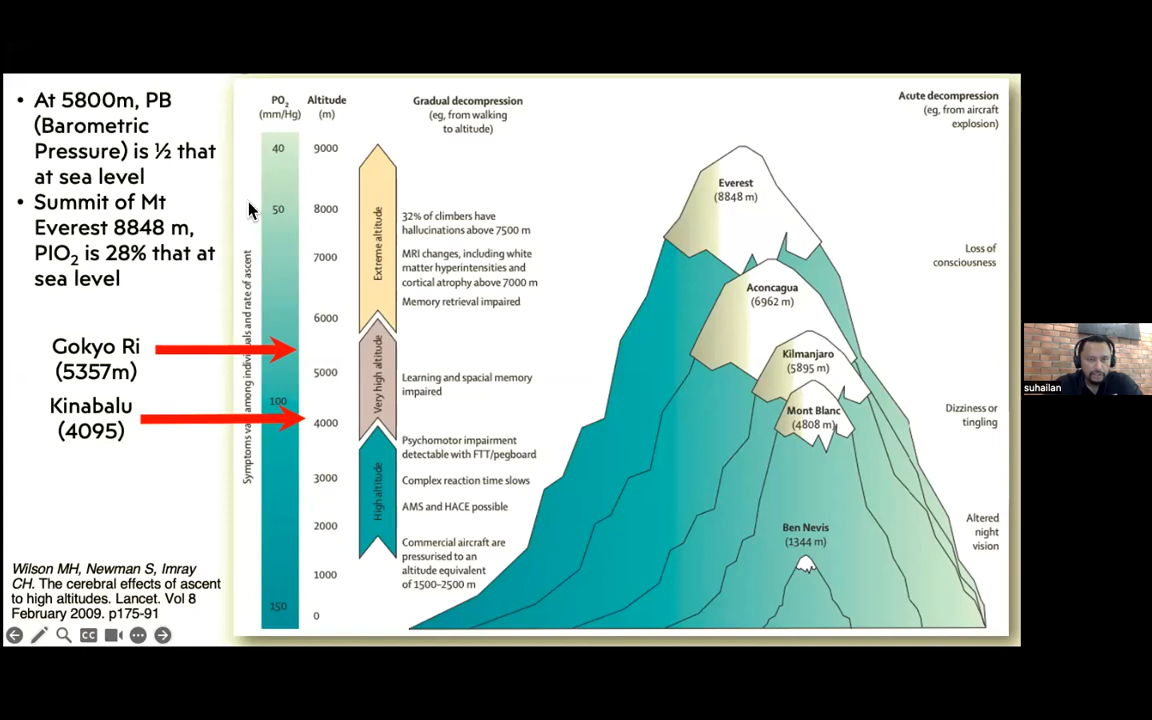 • At 5800m, PB
(Barometric
Pressure) is ½ that
at sea level
• Summit of Mt
Everest 8848 m,
PIO₂ is 28% that at
sea level
Gokyo Ri
(5357m)
Kinabalu
(4095)
Wilson MH, Newman S, Imray
CH. The cerebral effects of ascent
to high altitudes. Lancet. Vol 8
February 2009. p175-91
PO₂
(mm/Hg)
40
50
100
150
Altitude
(m)
9000
8000
7000
6000
5000
4000
3000
2000
1000
0
Symptoms va among individ s and rate of ascent
Extreme altitude
Very high altitude
High altitude
Gradual decompression
(eg, from walking
to altitude)
32% of climbers have
hallucinations above 7500 m
MRI changes, including white
matter hyperintensities and
cortical atrophy above 7000 m
Memory retrieval impaired
Learning and spacial memory
impaired
Psychomotor impairment
detectable with FTT/pegboard
Complex reaction time slows
AMS and HACE possible
Commercial aircraft are
pressurised to an
altitude equivalent
of 1500–2500 m
Everest
(8848 m)
Aconcagua
(6962 m)
Kilmanjaro
(5895 m)
Mont Blanc
(4808 m)
Ben Nevis
(1344 m)
Acute decompression
(eg, from aircraft
explosion)
Loss of
consciousness
Dizziness or
tingling
Altered
night
vision
CC
suhailan